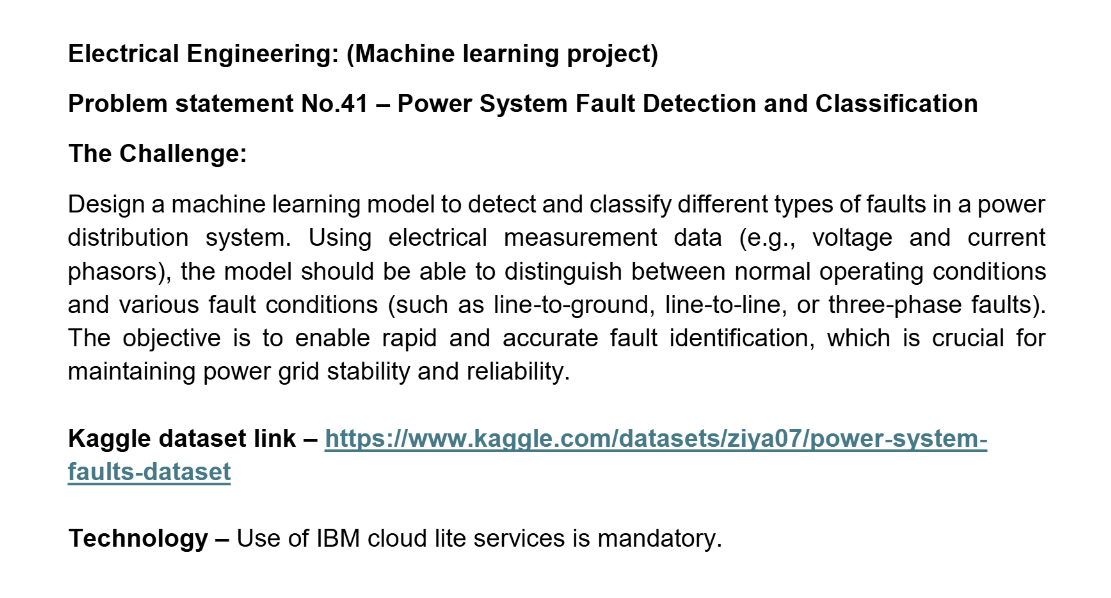 Electrical Engineering: (Machine learning project)
Problem statement No.41 – Power System Fault Detection and Classification
The Challenge:
Design a machine learning model to detect and classify different types of faults in a power
distribution system. Using electrical measurement data (e.g., voltage and current
phasors), the model should be able to distinguish between normal operating conditions
and various fault conditions (such as line-to-ground, line-to-line, or three-phase faults).
The objective is to enable rapid and accurate fault identification, which is crucial for
maintaining power grid stability and reliability.
Kaggle dataset link – https://www.kaggle.com/datasets/ziya07/power-system-
faults-dataset
Technology – Use of IBM cloud lite services is mandatory.